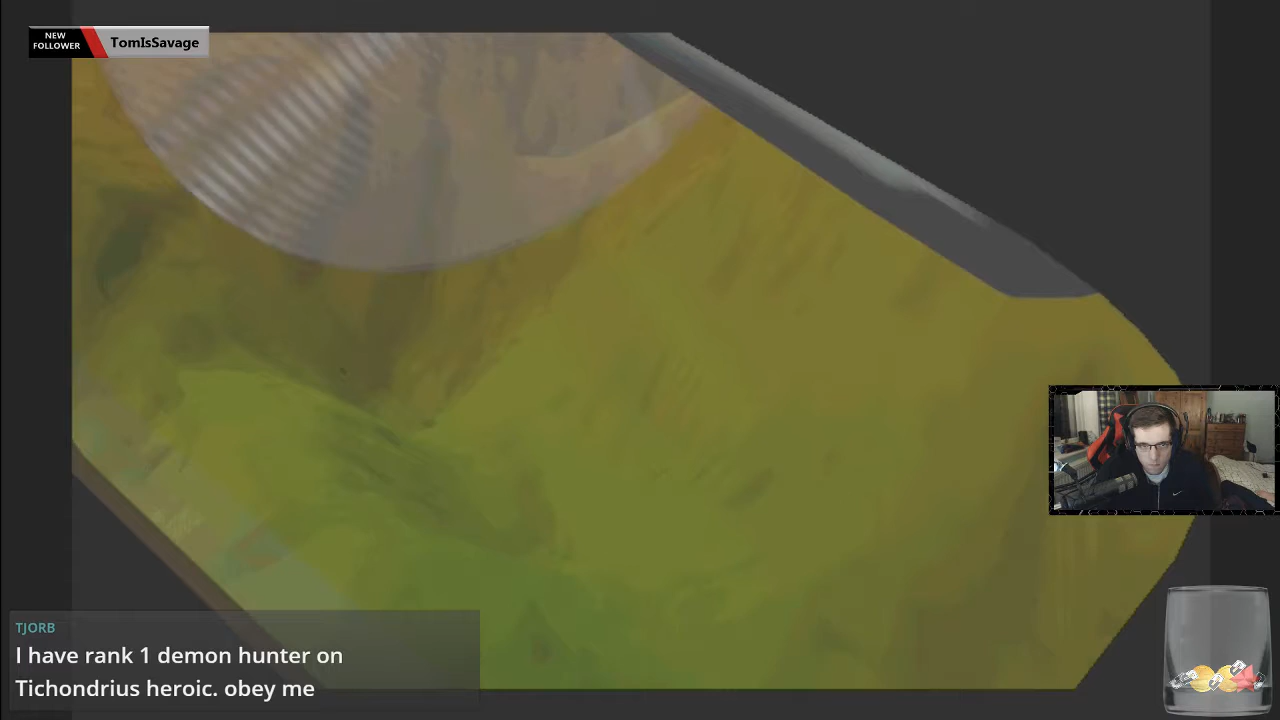 NEW
FOLLOWER
TomIsSavage
TJORB
I have rank 1 demon hunter on
Tichondrius heroic. obey me